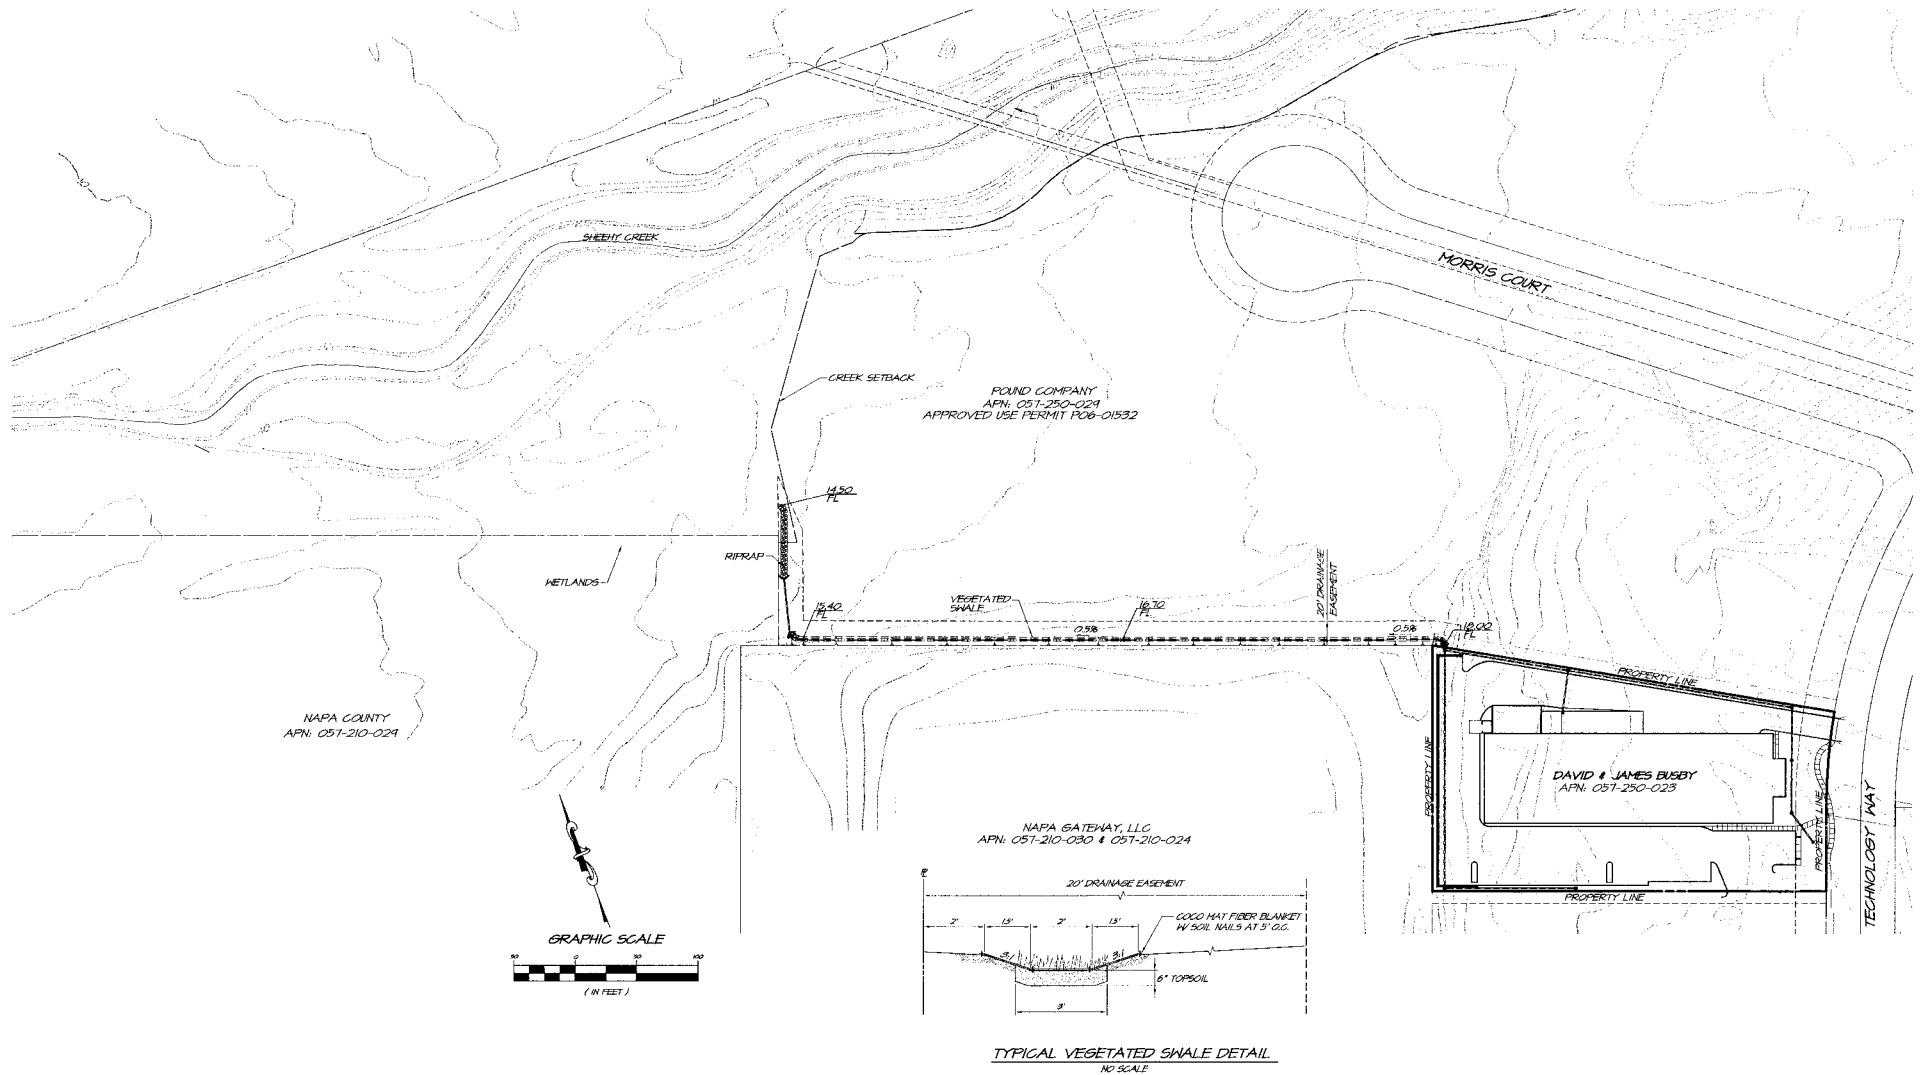 SHEEHY CREEK
MORRIS COURT
CREEK SETBACK
POUND COMPANY
APN: 057-250-029
APPROVED USE PERMIT P06-01532
14.50
FL
RIPRAP
WETLANDS
15.40
FL
VEGETATED
SWALE
0.5%
16.70
FL
20' DRAINAGE
EASEMENT
0.5%
18.00
FL
PROPERTY LINE
NAPA COUNTY
APN: 057-210-029
PROPERTY LINE
DAVID & JAMES BUSBY
APN: 057-250-023
PROPERTY LINE
TECHNOLOGY WAY
PROPERTY LINE
NAPA GATEWAY, LLC
APN: 057-210-030 & 057-210-024
GRAPHIC SCALE
50 0 50 100
( IN FEET )
20' DRAINAGE EASEMENT
2' 1.5' 2' 1.5'
COCO MAT FIBER BLANKET
W/ SOIL NAILS AT 5' O.C.
3:1 3:1
6" TOPSOIL
3'
TYPICAL VEGETATED SWALE DETAIL
NO SCALE